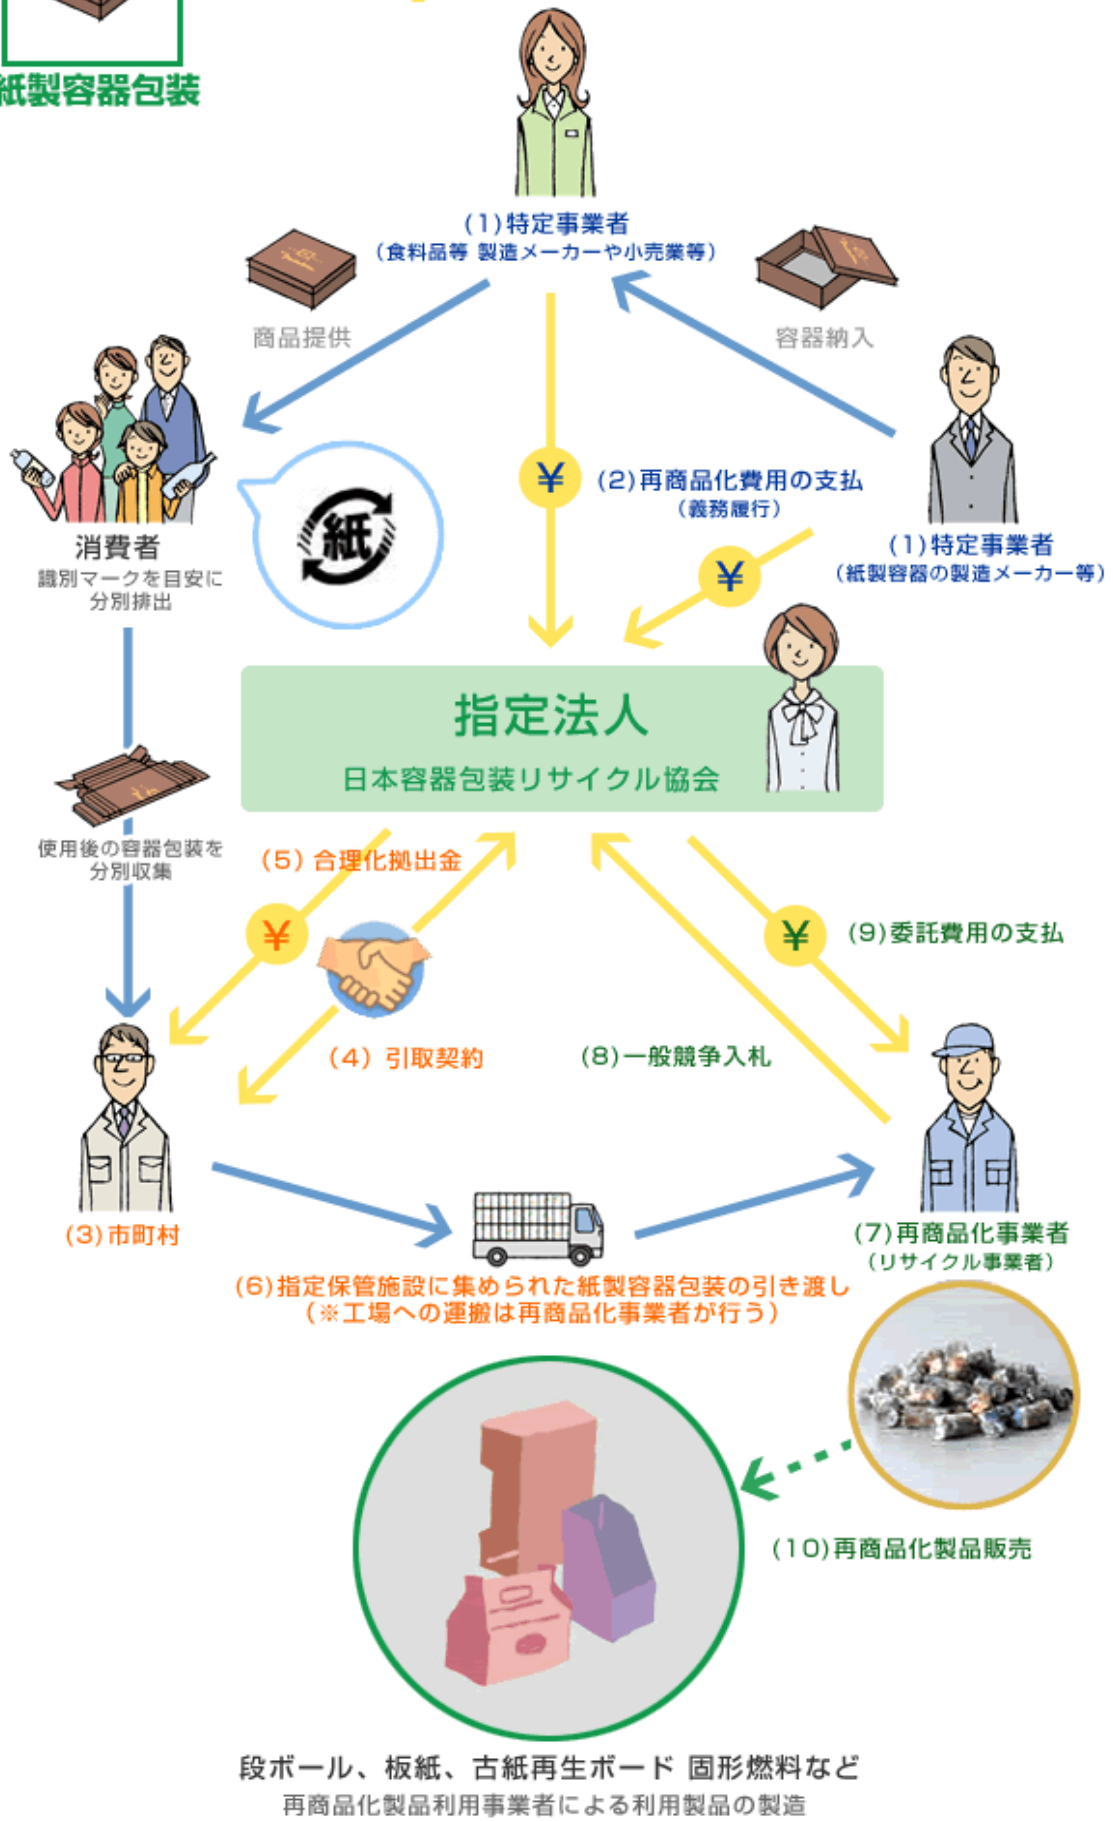 紙製容器包装
(1)特定事業者
(食料品等 製造メーカーや小売業等)
商品提供
容器納入
¥
(2)再商品化費用の支払
(義務履行)
紙
消費者
識別マークを目安に
分別排出
(1)特定事業者
(紙製容器の製造メーカー等)
¥
指定法人
日本容器包装リサイクル協会
使用後の容器包装を
分別収集
(5) 合理化拠出金
¥
¥
(9)委託費用の支払
(4) 引取契約
(8)一般競争入札
(3)市町村
(7)再商品化事業者
(リサイクル事業者)
(6)指定保管施設に集められた紙製容器包装の引き渡し
(※工場への運搬は再商品化事業者が行う)
(10)再商品化製品販売
段ボール、板紙、古紙再生ボード 固形燃料など
再商品化製品利用事業者による利用製品の製造